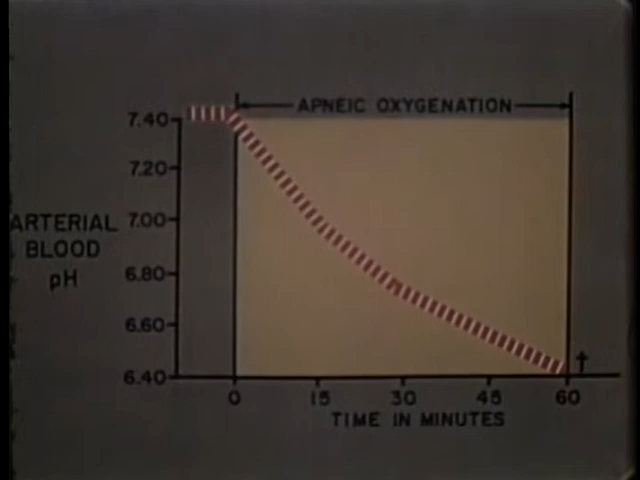 APNEIC OXYGENATION
7.40
7.20
7.00
6.80
6.60
6.40
ARTERIAL
BLOOD
pH
0 15 30 45 60
TIME IN MINUTES
†